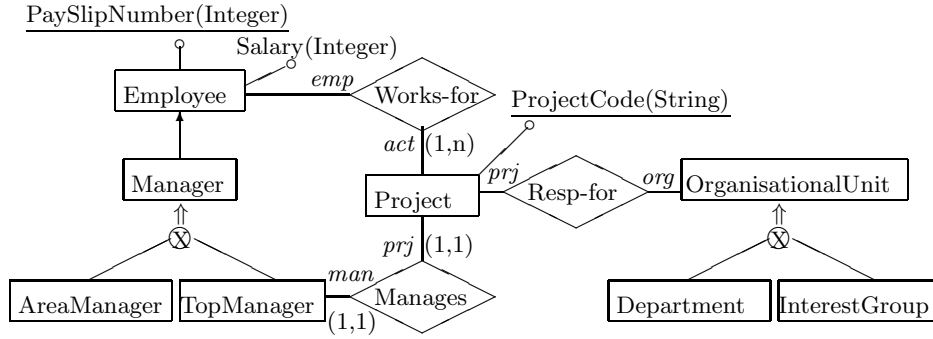 PaySlipNumber(Integer)
Salary(Integer)
Employee
emp
Works-for
ProjectCode(String)
act
(1,n)
Manager
Project
prj
Resp-for
org
OrganisationalUnit
X
X
prj
(1,1)
AreaManager
TopManager
man
(1,1)
Manages
Department
InterestGroup